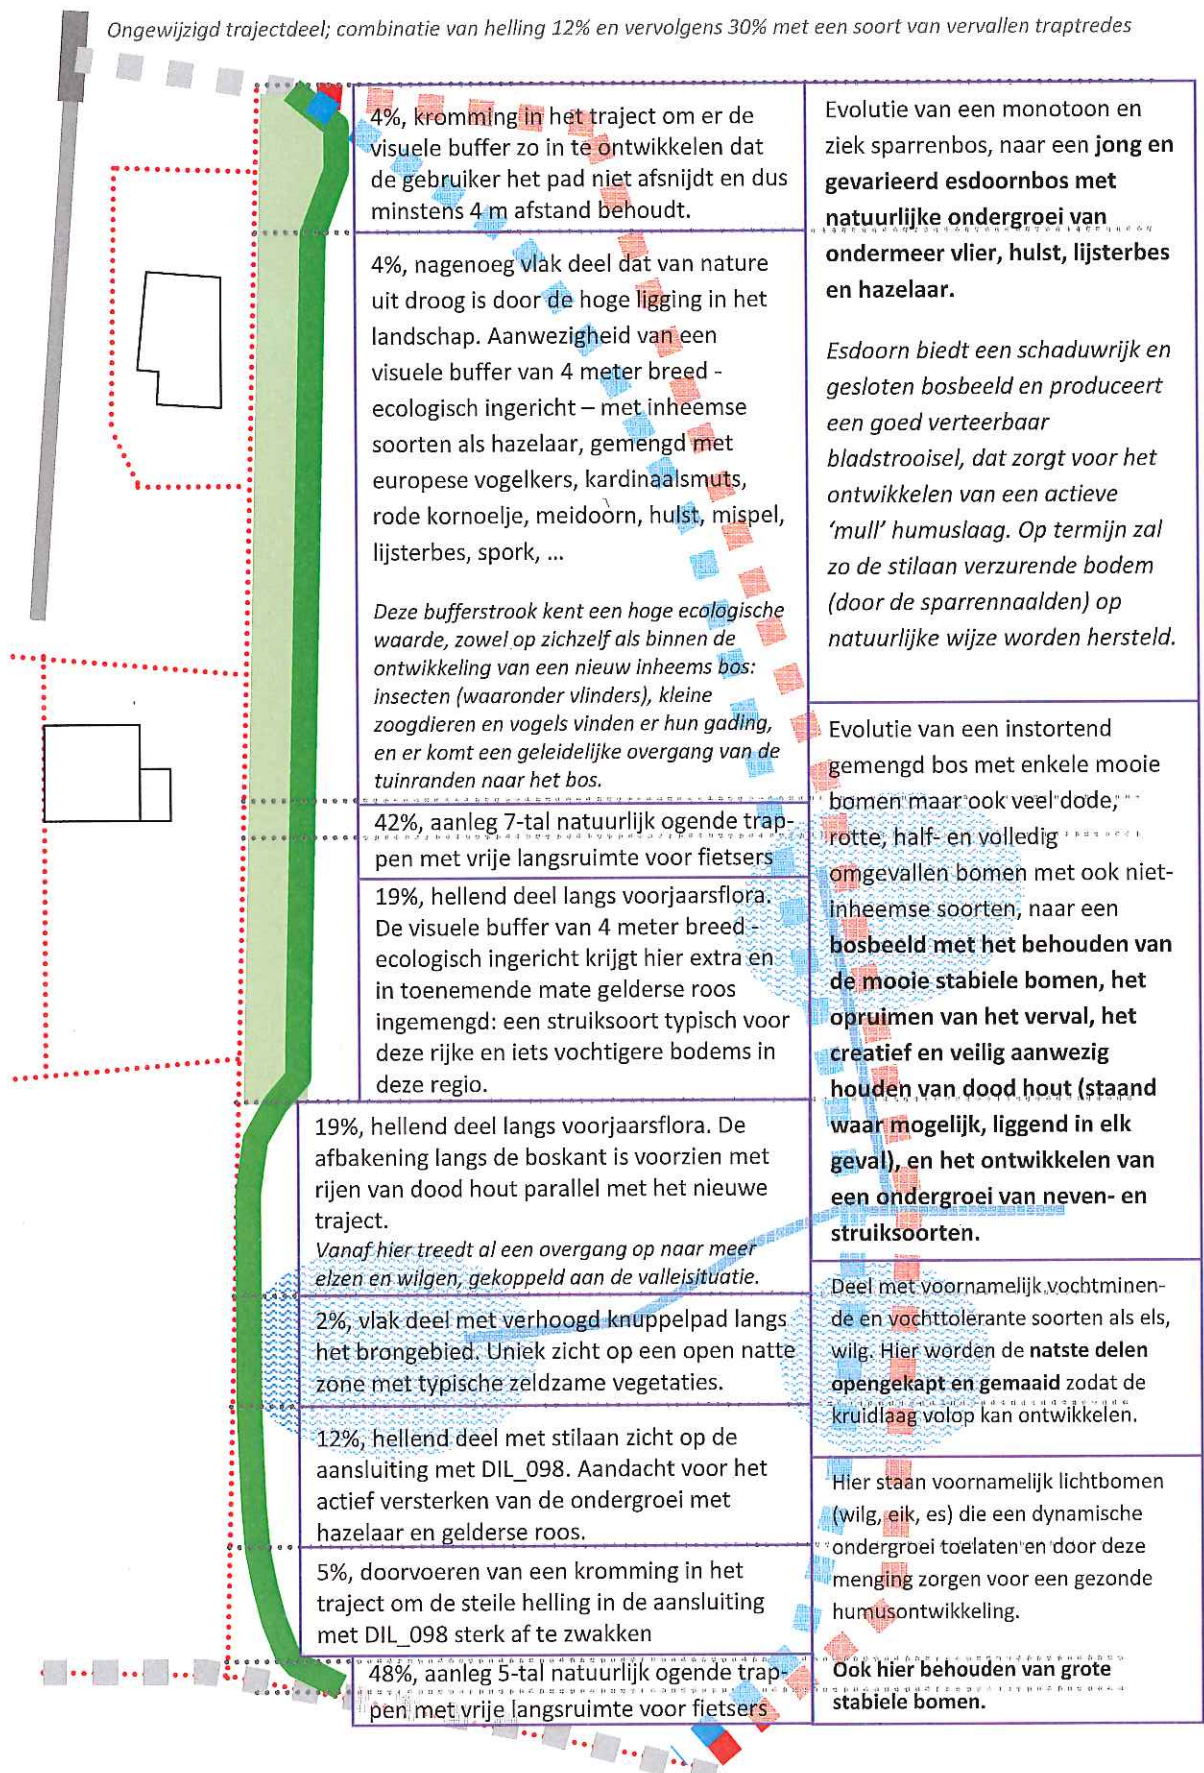 Ongewijzigd trajectdeel; combinatie van helling 12% en vervolgens 30% met een soort van vervallen traptredes
4%, kromming in het traject om er de
visuele buffer zo in te ontwikkelen dat
de gebruiker het pad niet afsnijdt en dus
minstens 4 m afstand behoudt.
4%, nagenoeg vlak deel dat van nature
uit droog is door de hoge ligging in het
landschap. Aanwezigheid van een
visuele buffer van 4 meter breed -
ecologisch ingericht – met inheemse
soorten als hazelaar, gemengd met
europese vogelkers, kardinaalsmuts,
rode kornoelje, meidoorn, hulst, mispel,
lijsterbes, spork, ...
Deze bufferstrook kent een hoge ecologische
waarde, zowel op zichzelf als binnen de
ontwikkeling van een nieuw inheems bos:
insecten (waaronder vlinders), kleine
zoogdieren en vogels vinden er hun gading,
en er komt een geleidelijke overgang van de
tuinranden naar het bos.
42%, aanleg 7-tal natuurlijk ogende trap-
pen met vrije langsruimte voor fietsers
19%, hellend deel langs voorjaarsflora.
De visuele buffer van 4 meter breed -
ecologisch ingericht krijgt hier extra en
in toenemende mate gelderse roos
ingemengd: een struiksoort typisch voor
deze rijke en iets vochtigere bodems in
deze regio.
19%, hellend deel langs voorjaarsflora. De
afbakening langs de boskant is voorzien met
rijen van dood hout parallel met het nieuwe
traject.
Vanaf hier treedt al een overgang op naar meer
elzen en wilgen, gekoppeld aan de valleisituatie.
2%, vlak deel met verhoogd knuppelpad langs
het brongebied. Uniek zicht op een open natte
zone met typische zeldzame vegetaties.
12%, hellend deel met stilaan zicht op de
aansluiting met DIL_098. Aandacht voor het
actief versterken van de ondergroei met
hazelaar en gelderse roos.
5%, doorvoeren van een kromming in het
traject om de steile helling in de aansluiting
met DIL_098 sterk af te zwakken
48%, aanleg 5-tal natuurlijk ogende trap-
pen met vrije langsruimte voor fietsers
Evolutie van een monotoon en
ziek sparrenbos, naar een jong en
gevarieerd esdoornbos met
natuurlijke ondergroei van
ondermeer vlier, hulst, lijsterbes
en hazelaar.
Esdoorn biedt een schaduwrijk en
gesloten bosbeeld en produceert
een goed verteerbaar
bladstrooisel, dat zorgt voor het
ontwikkelen van een actieve
‘mull’ humuslaag. Op termijn zal
zo de stilaan verzurende bodem
(door de sparrennaalden) op
natuurlijke wijze worden hersteld.
Evolutie van een instortend
gemengd bos met enkele mooie
bomen maar ook veel dode,
rotte, half- en volledig
omgevallen bomen met ook niet-
inheemse soorten, naar een
bosbeeld met het behouden van
de mooie stabiele bomen, het
opruimen van het verval, het
creatief en veilig aanwezig
houden van dood hout (staand
waar mogelijk, liggend in elk
geval), en het ontwikkelen van
een ondergroei van neven- en
struiksoorten.
Deel met voornamelijk vochtminen-
de en vochttolerante soorten als els,
wilg. Hier worden de natste delen
opengekapt en gemaaid zodat de
kruidlaag volop kan ontwikkelen.
Hier staan voornamelijk lichtbomen
(wilg, eik, es) die een dynamische
ondergroei toelaten en door deze
menging zorgen voor een gezonde
humusontwikkeling.
Ook hier behouden van grote
stabiele bomen.